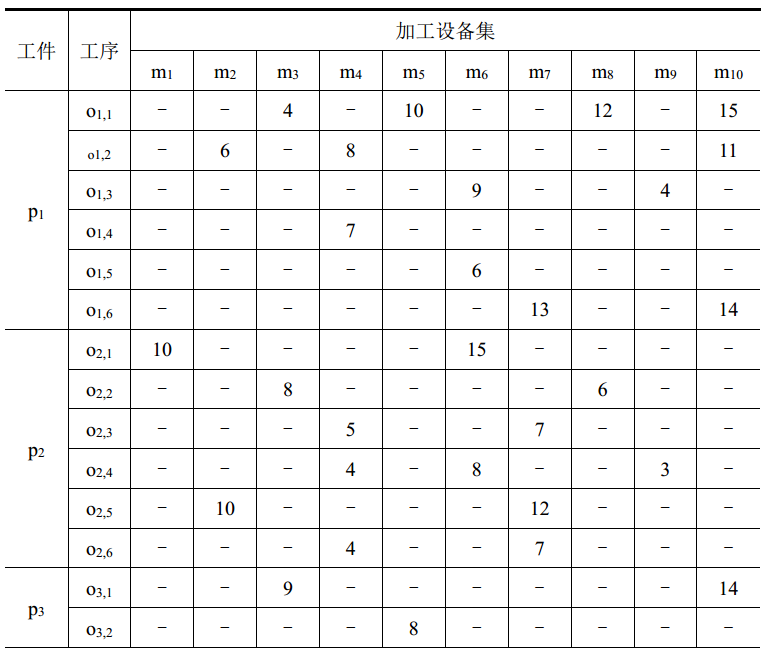 工件 工序 加工设备集
m1 m2 m3 m4 m5 m6 m7 m8 m9 m10
p1 o1,1 − − 4 − 10 − − 12 − 15
o1,2 − 6 − 8 − − − − − 11
o1,3 − − − − − 9 − − 4 −
o1,4 − − − 7 − − − − − −
o1,5 − − − − − 6 − − − −
o1,6 − − − − − − 13 − − 14
p2 o2,1 10 − − − − 15 − − − −
o2,2 − − 8 − − − − 6 − −
o2,3 − − − 5 − − 7 − − −
o2,4 − − − 4 − 8 − − 3 −
o2,5 − 10 − − − − 12 − − −
o2,6 − − − 4 − − 7 − − −
p3 o3,1 − − 9 − − − − − − 14
o3,2 − − − − 8 − − − − −